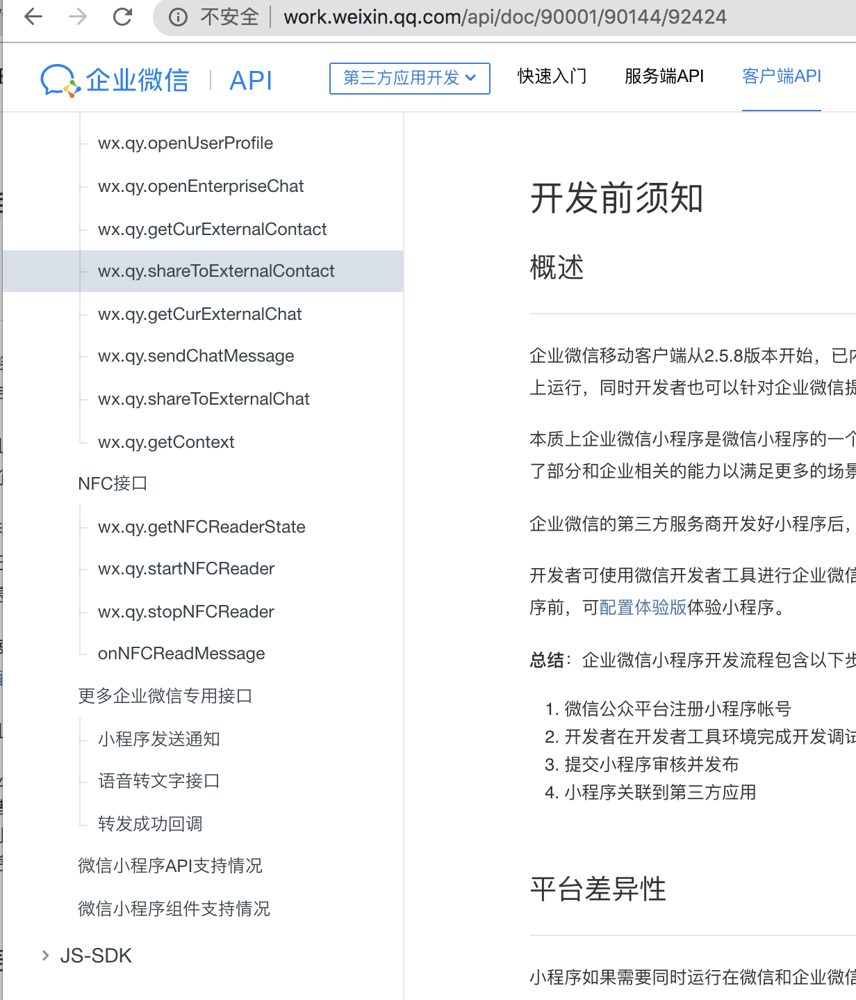 不安全 work.weixin.qq.com/api/doc/90001/90144/92424
企业微信 | API 第三方应用开发 快速入门 服务端API 客户端API
wx.qy.openUserProfile
wx.qy.openEnterpriseChat
wx.qy.getCurExternalContact
wx.qy.shareToExternalContact
wx.qy.getCurExternalChat
wx.qy.sendChatMessage
wx.qy.shareToExternalChat
wx.qy.getContext
NFC接口
wx.qy.getNFCReaderState
wx.qy.startNFCReader
wx.qy.stopNFCReader
onNFCReadMessage
更多企业微信专用接口
小程序发送通知
语音转文字接口
转发成功回调
微信小程序API支持情况
微信小程序组件支持情况
JS-SDK
开发前须知
概述
企业微信移动客户端从2.5.8版本开始，已
上运行，同时开发者也可以针对企业微信提
本质上企业微信小程序是微信小程序的一个
了部分和企业相关的能力以满足更多的场景
企业微信的第三方服务商开发好小程序后，
开发者可使用微信开发者工具进行企业微信
序前，可配置体验版体验小程序。
总结：企业微信小程序开发流程包含以下步
1. 微信公众平台注册小程序帐号
2. 开发者在开发者工具环境完成开发调试
3. 提交小程序审核并发布
4. 小程序关联到第三方应用
平台差异性
小程序如果需要同时运行在微信和企业微信